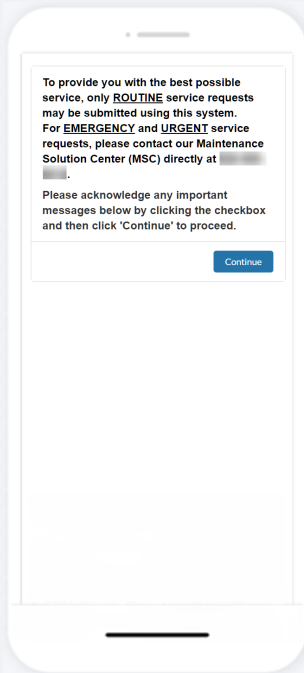 To provide you with the best possible
service, only ROUTINE service requests
may be submitted using this system.
For EMERGENCY and URGENT service
requests, please contact our Maintenance
Solution Center (MSC) directly at
.
Please acknowledge any important
messages below by clicking the checkbox
and then click 'Continue' to proceed.
Continue